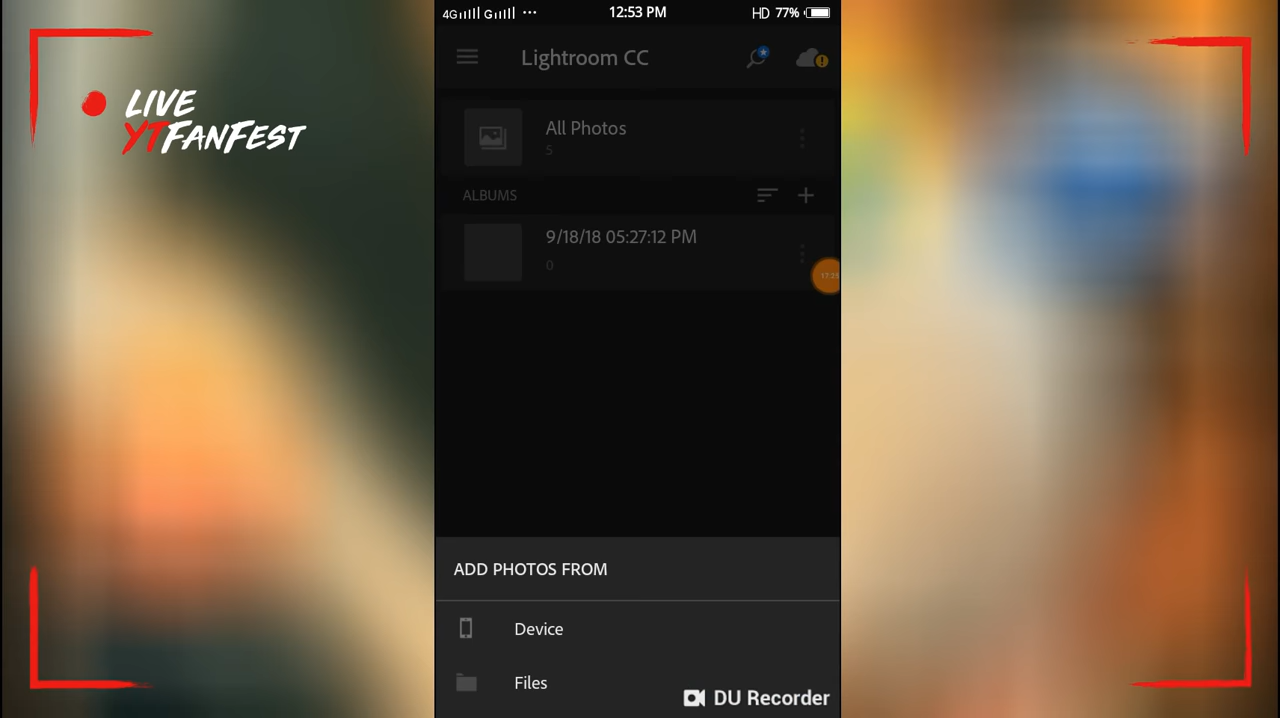 LIVE
YTFANFEST
4G G ... 12:53 PM HD 77%
Lightroom CC
All Photos
5
ALBUMS
9/18/18 05:27:12 PM
0
ADD PHOTOS FROM
Device
Files
DU Recorder